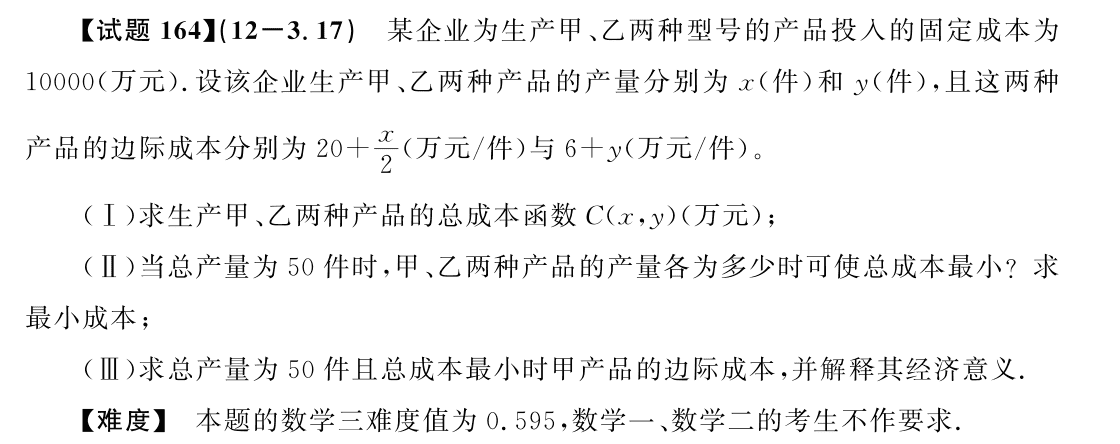 【试题 164】(12－3.17) 某企业为生产甲、乙两种型号的产品投入的固定成本为
10000(万元).设该企业生产甲、乙两种产品的产量分别为 x(件)和 y(件),且这两种
产品的边际成本分别为 20+x/2(万元/件)与 6+y(万元/件)。
(Ⅰ)求生产甲、乙两种产品的总成本函数 C(x,y)(万元);
(Ⅱ)当总产量为 50 件时,甲、乙两种产品的产量各为多少时可使总成本最小? 求
最小成本;
(Ⅲ)求总产量为 50 件且总成本最小时甲产品的边际成本,并解释其经济意义.
【难度】 本题的数学三难度值为 0.595,数学一、数学二的考生不作要求.